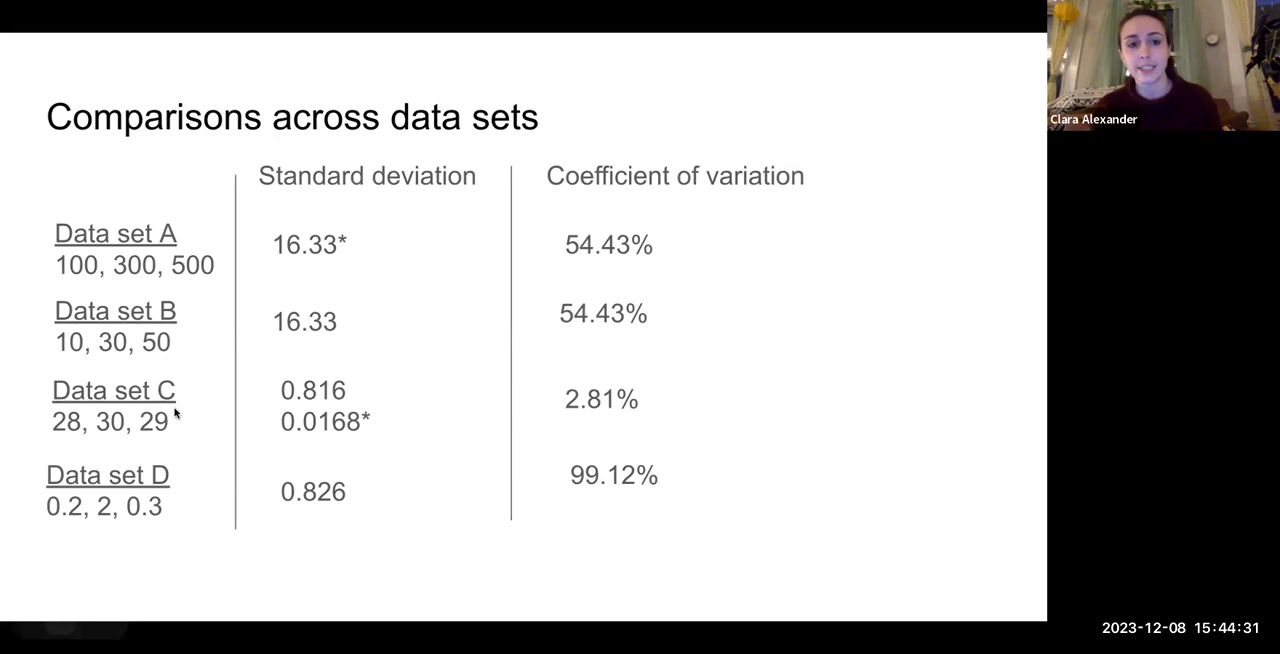 Comparisons across data sets
Standard deviation
Coefficient of variation
Data set A
100, 300, 500
16.33*
54.43%
Data set B
10, 30, 50
16.33
54.43%
Data set C
28, 30, 29
0.816
0.0168*
2.81%
Data set D
0.2, 2, 0.3
0.826
99.12%
Clara Alexander
2023-12-08 15:44:31